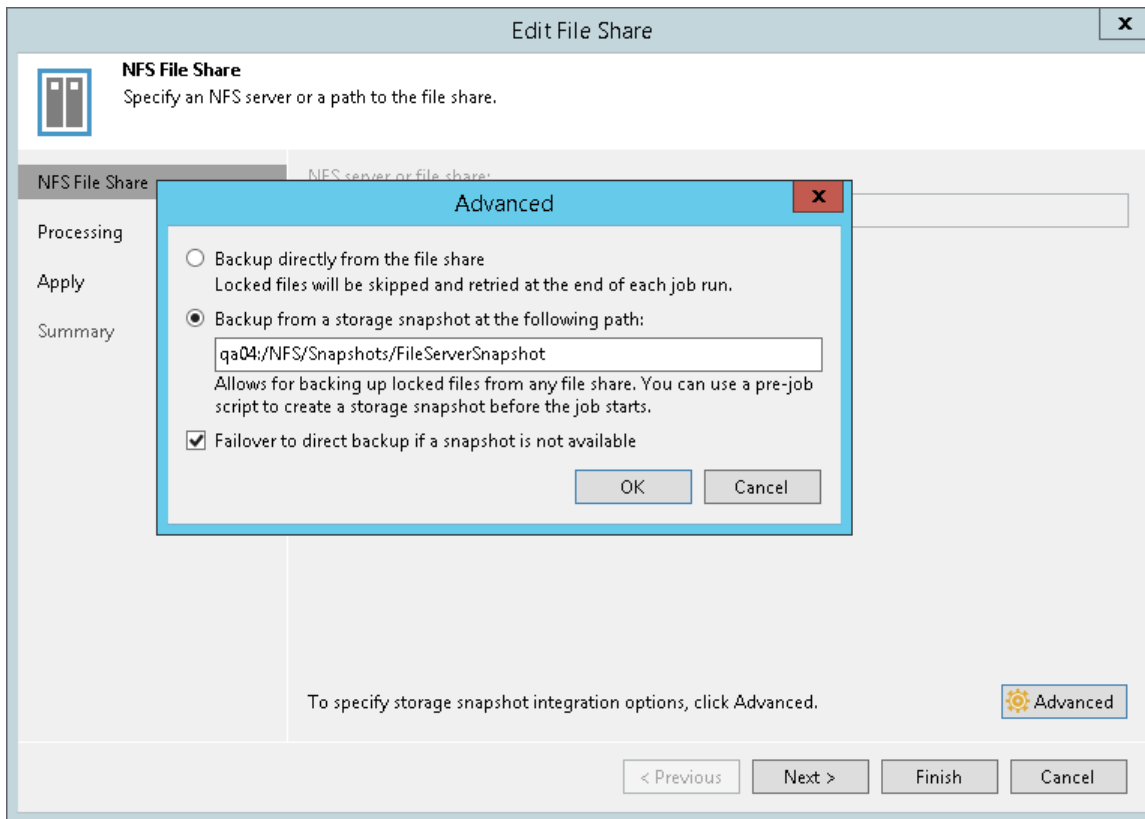 Edit File Share
x
NFS File Share
Specify an NFS server or a path to the file share.
NFS File Share
Processing
Apply
Summary
NFS server or file share:
Advanced
x
Backup directly from the file share
Locked files will be skipped and retried at the end of each job run.
Backup from a storage snapshot at the following path:
qa04:/NFS/Snapshots/FileServerSnapshot
Allows for backing up locked files from any file share. You can use a pre-job
script to create a storage snapshot before the job starts.
Failover to direct backup if a snapshot is not available
OK
Cancel
To specify storage snapshot integration options, click Advanced.
Advanced
< Previous
Next >
Finish
Cancel